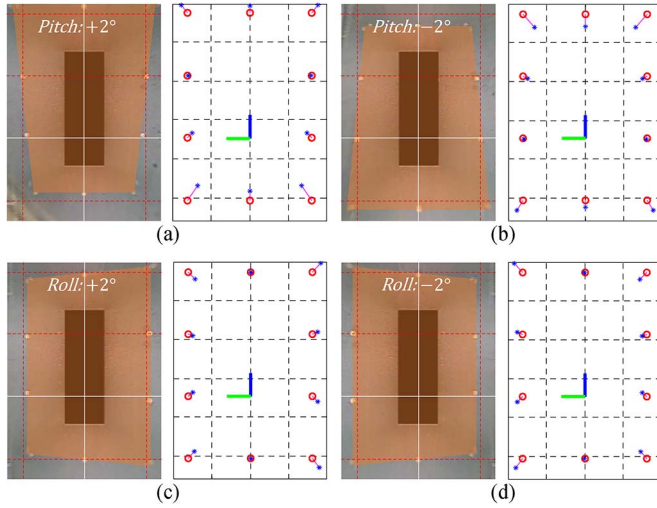 Pitch: +2°
Pitch: −2°
(a)
(b)
Roll: +2°
Roll: −2°
(c)
(d)